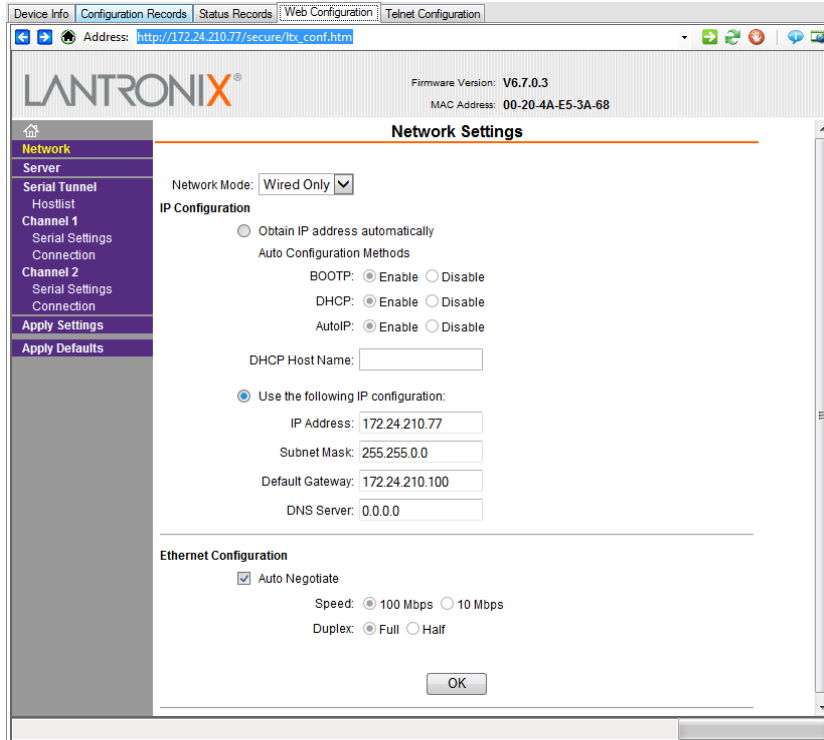 Device Info Configuration Records Status Records Web Configuration Telnet Configuration
Address: http://172.24.210.77/secure/ltx_conf.htm
LANTRONIX®
Firmware Version: V6.7.0.3
MAC Address: 00-20-4A-E5-3A-68
Network
Server
Serial Tunnel
Hostlist
Channel 1
Serial Settings
Connection
Channel 2
Serial Settings
Connection
Apply Settings
Apply Defaults
Network Settings
Network Mode: Wired Only
IP Configuration
Obtain IP address automatically
Auto Configuration Methods
BOOTP: Enable Disable
DHCP: Enable Disable
AutoIP: Enable Disable
DHCP Host Name:
Use the following IP configuration:
IP Address: 172.24.210.77
Subnet Mask: 255.255.0.0
Default Gateway: 172.24.210.100
DNS Server: 0.0.0.0
Ethernet Configuration
Auto Negotiate
Speed: 100 Mbps 10 Mbps
Duplex: Full Half
OK